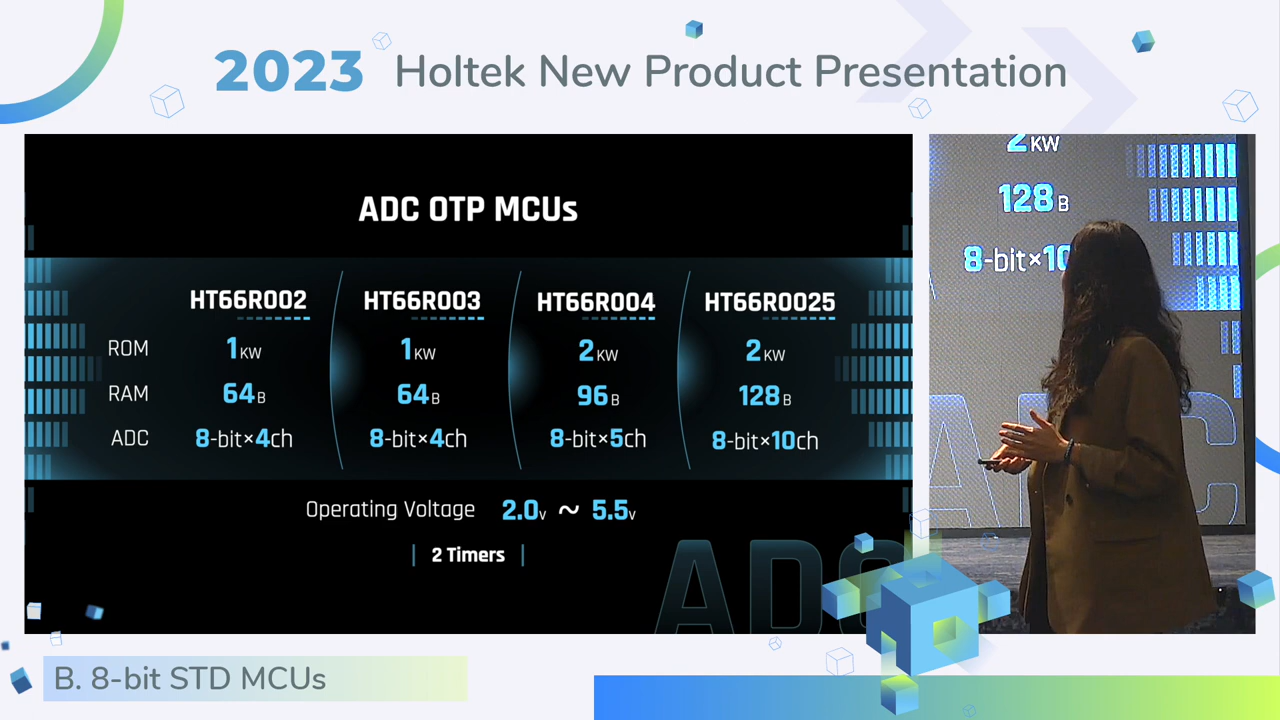 2023 Holtek New Product Presentation
ADC OTP MCUs
HT66R002 HT66R003 HT66R004 HT66R0025
ROM 1KW 1KW 2KW 2KW
RAM 64B 64B 96B 128B
ADC 8-bit×4ch 8-bit×4ch 8-bit×5ch 8-bit×10ch
Operating Voltage 2.0V ~ 5.5V
2 Timers
ADC
2KW
128B
8-bit×10
ADC
B. 8-bit STD MCUs